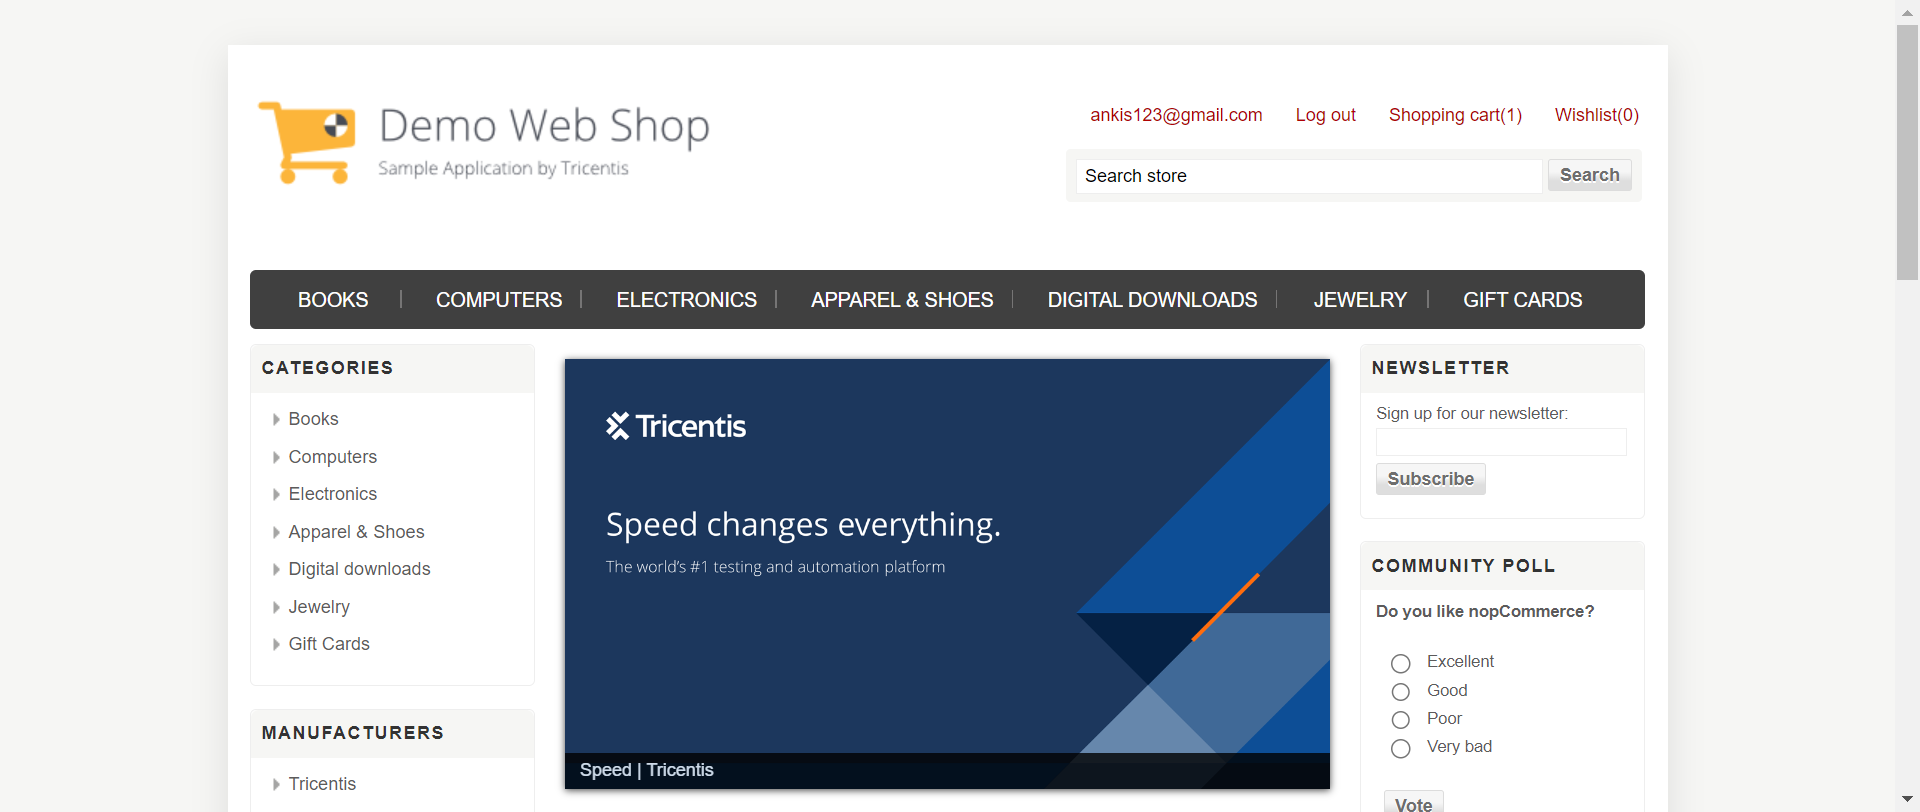 Demo Web Shop
Sample Application by Tricentis
ankis123@gmail.com Log out Shopping cart(1) Wishlist(0)
Search store Search
BOOKS COMPUTERS ELECTRONICS APPAREL & SHOES DIGITAL DOWNLOADS JEWELRY GIFT CARDS
CATEGORIES
Books
Computers
Electronics
Apparel & Shoes
Digital downloads
Jewelry
Gift Cards
MANUFACTURERS
Tricentis
Tricentis
Speed changes everything.
The world's #1 testing and automation platform
Speed | Tricentis
NEWSLETTER
Sign up for our newsletter:
Subscribe
COMMUNITY POLL
Do you like nopCommerce?
Excellent
Good
Poor
Very bad
Vote